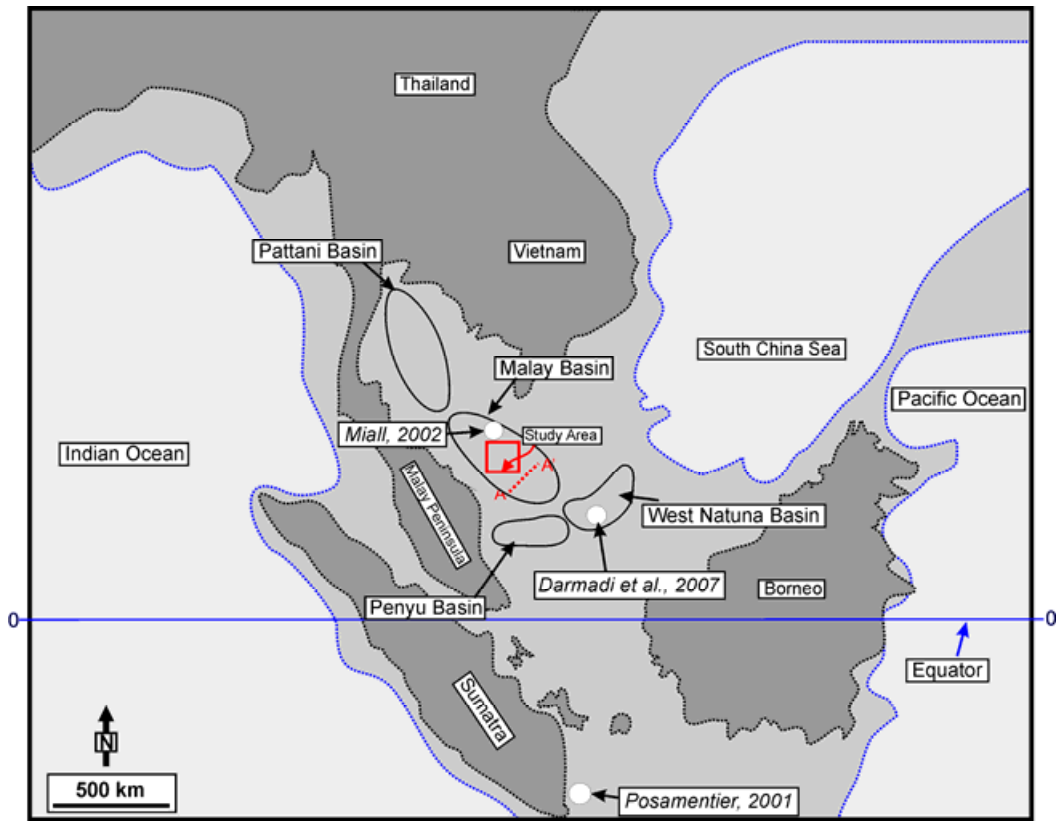 Thailand
Pattani Basin
Vietnam
South China Sea
Malay Basin
Pacific Ocean
Miall, 2002
Study Area
Indian Ocean
A'
A
Malay Peninsula
West Natuna Basin
Darmadi et al., 2007
Borneo
Penyu Basin
0
0
Equator
Sumatra
N
500 km
Posamentier, 2001